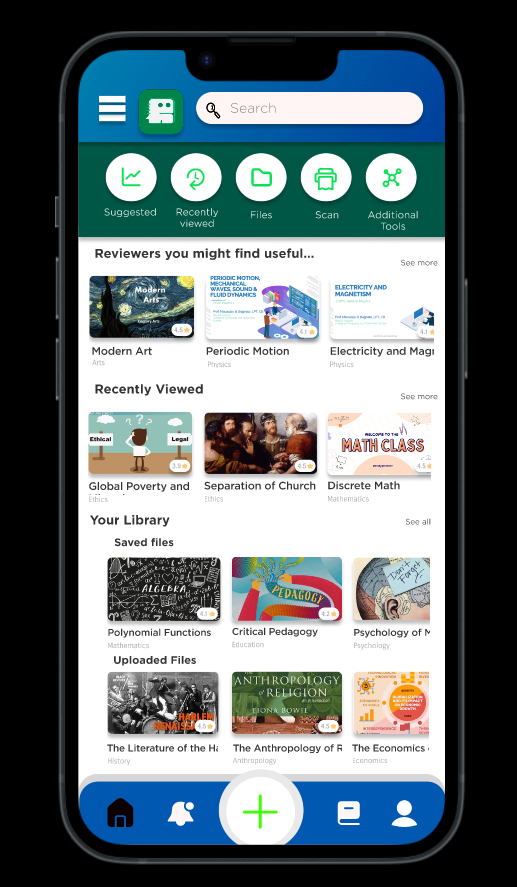 Search
Suggested
Recently
viewed
Files
Scan
Additional
Tools
Reviewers you might find useful...
See more
Modern
Arts
4.5
PERIODIC MOTION,
MECHANICAL
WAVES, SOUND &
FLUID DYNAMICS
4.1
ELECTRICITY AND
MAGNETISM
4.1
Modern Art
Arts
Periodic Motion
Physics
Electricity and Magn
Physics
Recently Viewed
See more
Ethical
? ? ?
Legal
3.9
4.5
WELCOME TO THE
MATH CLASS
4.5
Global Poverty and
Ethics
Separation of Church
Ethics
Discrete Math
Mathematics
Your Library
See all
Saved files
ALGEBRA
4.1
PEDAGOGY
4.2
Don't
Forget
Polynomial Functions
Mathematics
Critical Pedagogy
Education
Psychology of M
Psychology
Uploaded Files
HARLEM
RENAISS
4.5
ANTHROPOLOGY
of RELIGION
FIONA BOWIE
4.5
The Literature of the Ha
History
The Anthropology of R
Anthropology
The Economics
Economics